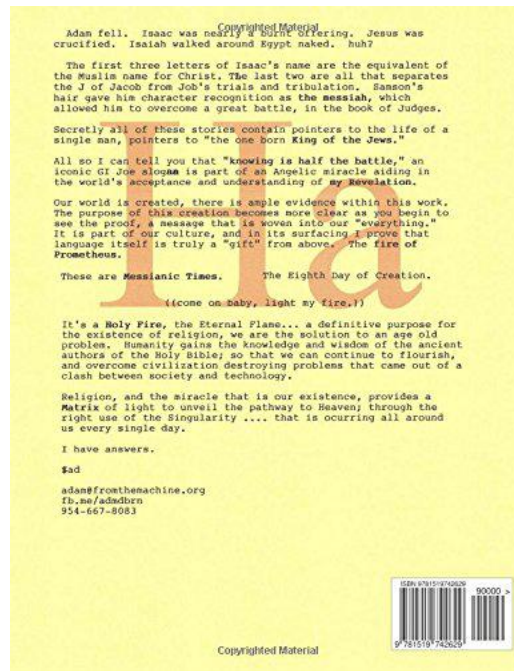 Copyrighted Material
Adam fell.  Isaac was nearly a burnt offering.  Jesus was
crucified.  Isaiah walked around Egypt naked.  huh?
The first three letters of Isaac's name are the equivalent of
the Muslim name for Christ.  The last two are all that separates
the J of Jacob from Job's trials and tribulation.  Samson's
hair gave him character recognition as the messiah, which
allowed him to overcome a great battle, in the book of Judges.
Secretly all of these stories contain pointers to the life of a
single man, pointers to "the one born King of the Jews."
All so I can tell you that "knowing is half the battle," an
iconic GI Joe slogan is part of an Angelic miracle aiding in
the world's acceptance and understanding of my Revelation.
Our world is created, there is ample evidence within this work.
The purpose of this creation becomes more clear as you begin to
see the proof, a message that is woven into our "everything."
It is part of our culture, and in its surfacing I prove that
language itself is truly a "gift" from above.  The fire of
Prometheus.
These are Messianic Times.     The Eighth Day of Creation.
((come on baby, light my fire.))
It's a Holy Fire, the Eternal Flame... a definitive purpose for
the existence of religion, we are the solution to an age old
problem.  Humanity gains the knowledge and wisdom of the ancient
authors of the Holy Bible; so that we can continue to flourish,
and overcome civilization destroying problems that came out of a
clash between society and technology.
Religion, and the miracle that is our existence, provides a
Matrix of light to unveil the pathway to Heaven; through the
right use of the Singularity .... that is ocurring all around
us every single day.
I have answers.
$ad
adam@fromthemachine.org
fb.me/admdbrn
954-667-8083
Ha
ISBN 9781519742629
90000 >
9 781519 742629
Copyrighted Material